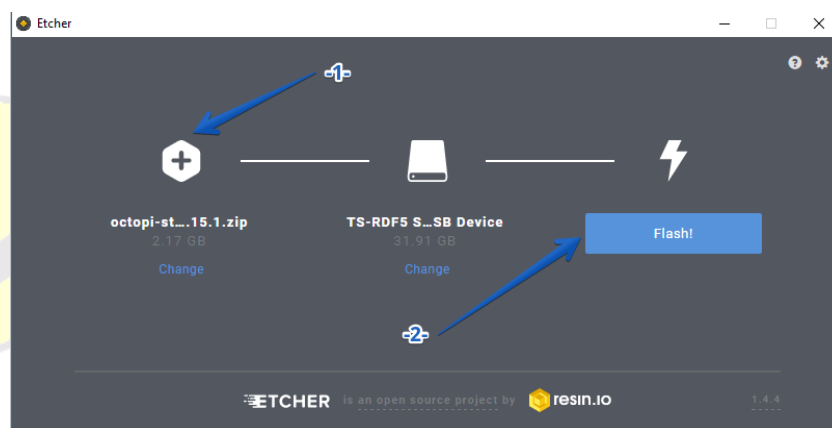 Etcher
-1-
octopi-st....15.1.zip
2.17 GB
Change
TS-RDF5 S...SB Device
31.91 GB
Change
Flash!
-2-
ETCHER is an open source project by resin.io
1.4.4